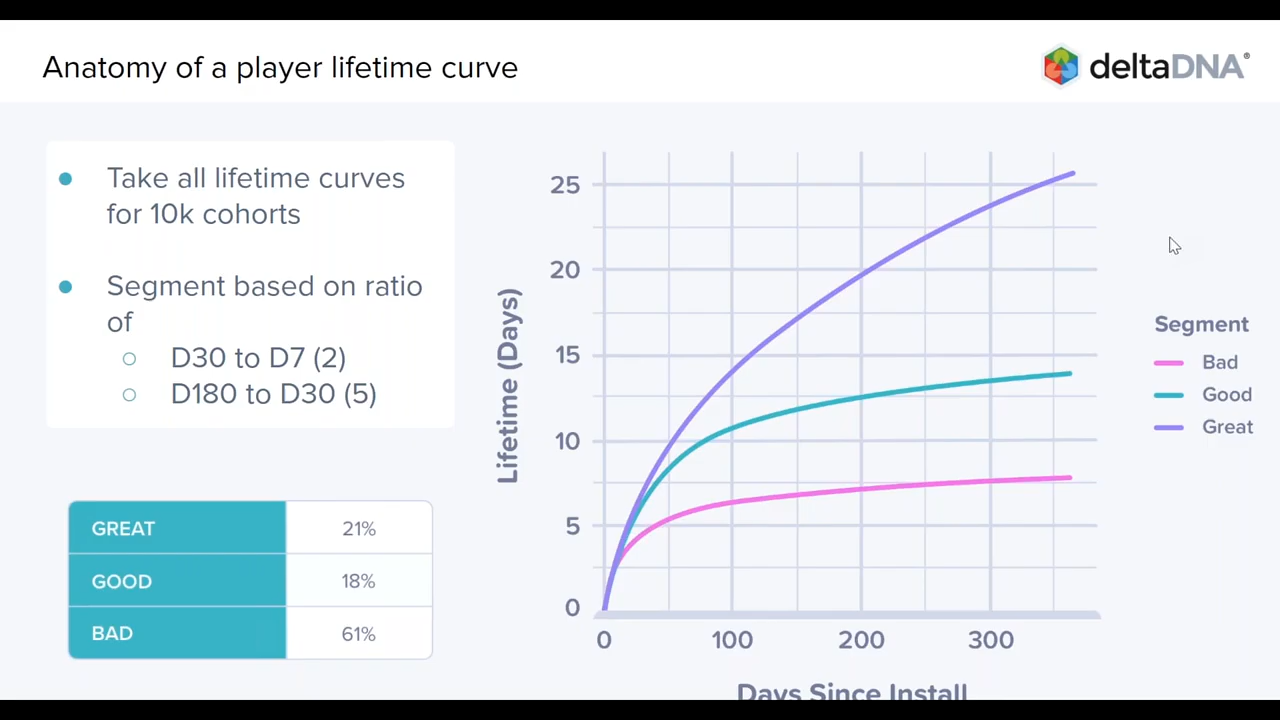 Anatomy of a player lifetime curve
deltaDNA®
Take all lifetime curves
for 10k cohorts
Segment based on ratio
of
D30 to D7 (2)
D180 to D30 (5)
GREAT 21%
GOOD 18%
BAD 61%
Lifetime (Days)
25
20
15
10
5
0
0 100 200 300
Days Since Install
Segment
Bad
Good
Great